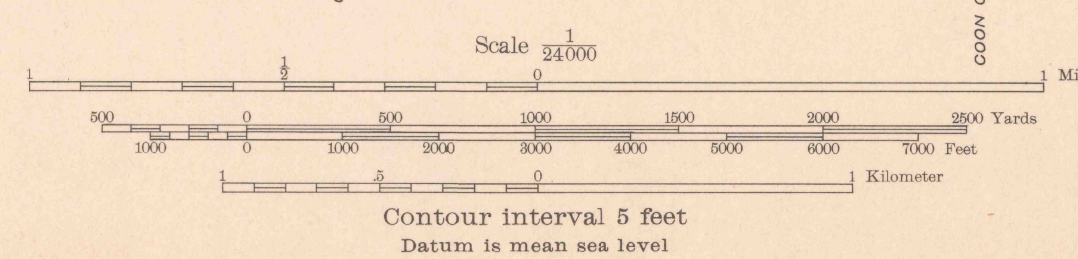 COON
Scale 1/24000
1 1/2 0 1
500 0 500 1000 1500 2000 2500 Yards
1000 0 1000 2000 3000 4000 5000 6000 7000 Feet
1 .5 0 1 Kilometer
Contour interval 5 feet
Datum is mean sea level